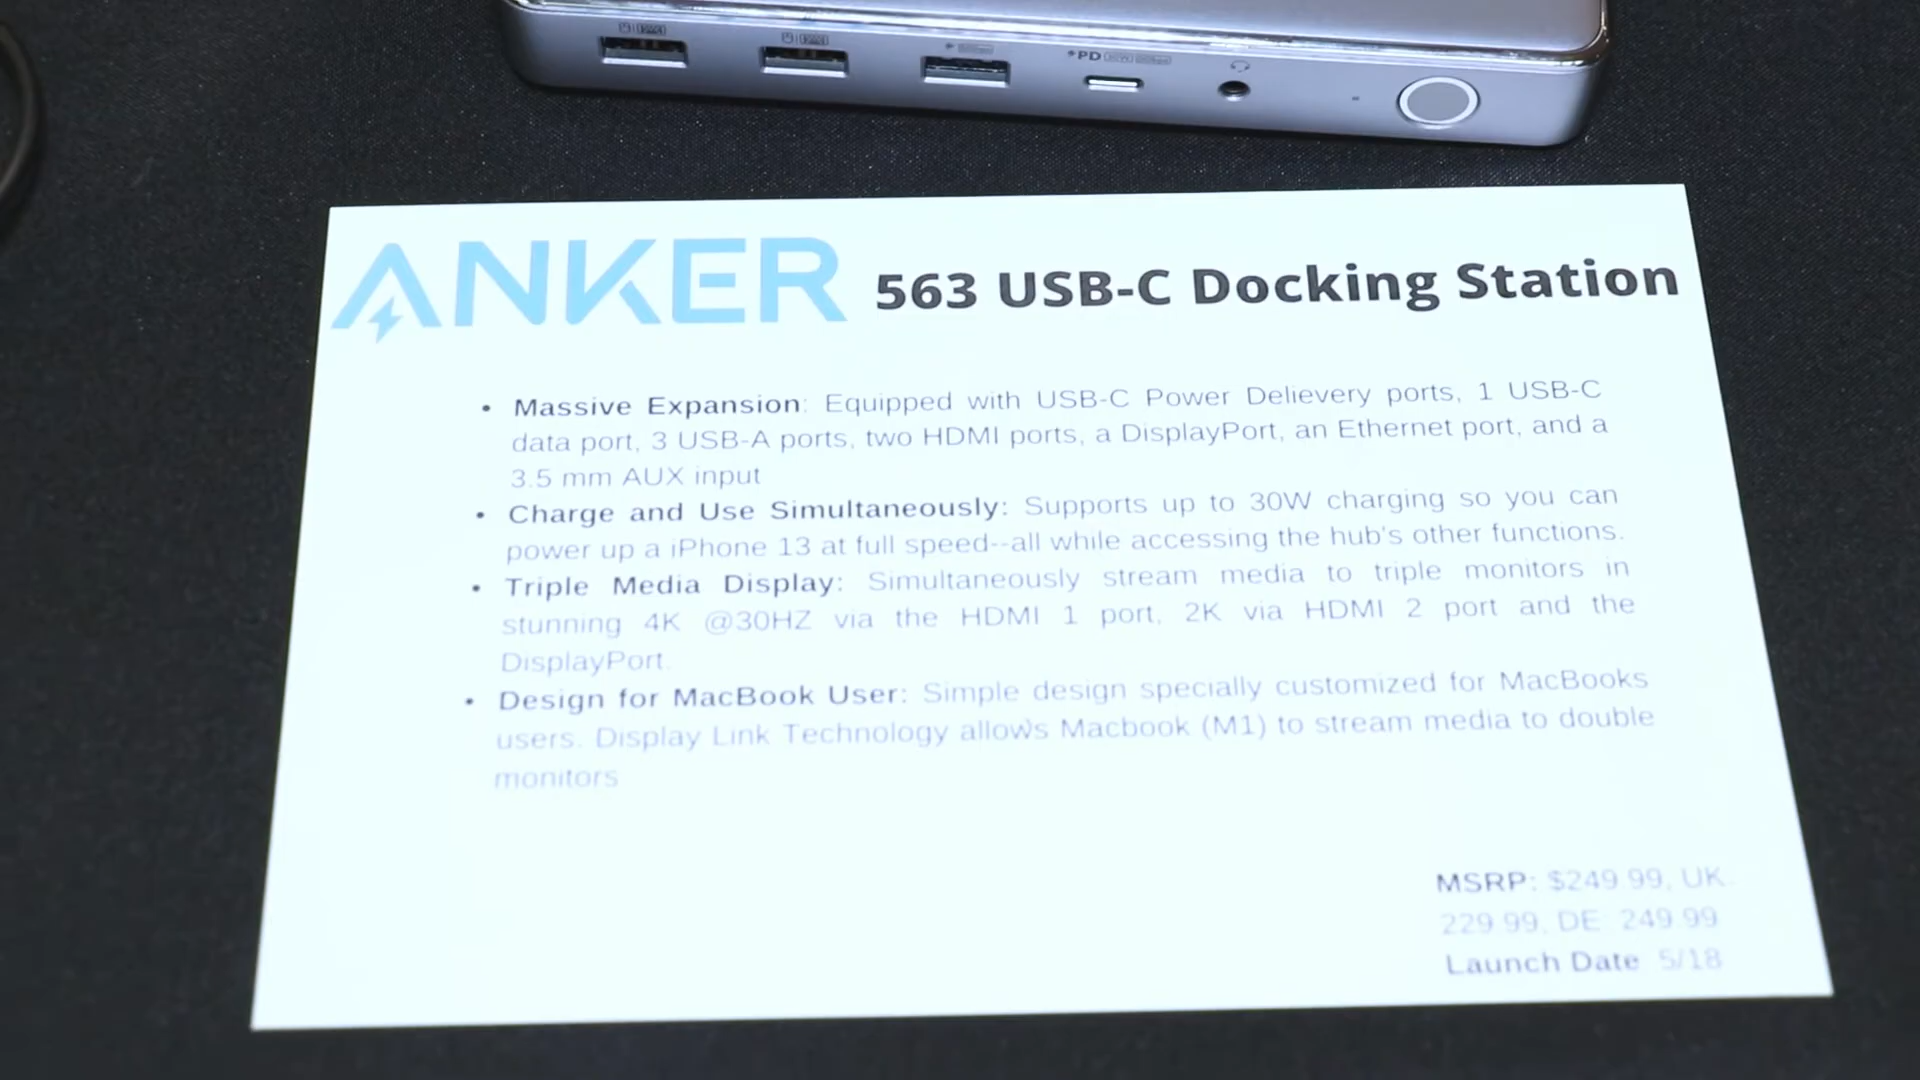 PD
ANKER 563 USB-C Docking Station
• Massive Expansion: Equipped with USB-C Power Delievery ports, 1 USB-C
data port, 3 USB-A ports, two HDMI ports, a DisplayPort, an Ethernet port, and a
3.5 mm AUX input
• Charge and Use Simultaneously: Supports up to 30W charging so you can
power up a iPhone 13 at full speed--all while accessing the hub's other functions.
• Triple Media Display: Simultaneously stream media to triple monitors in
stunning 4K @30HZ via the HDMI 1 port, 2K via HDMI 2 port and the
DisplayPort.
• Design for MacBook User: Simple design specially customized for MacBooks
users. Display Link Technology allows Macbook (M1) to stream media to double
monitors
MSRP: $249.99, UK:
229.99, DE: 249.99
Launch Date 5/18